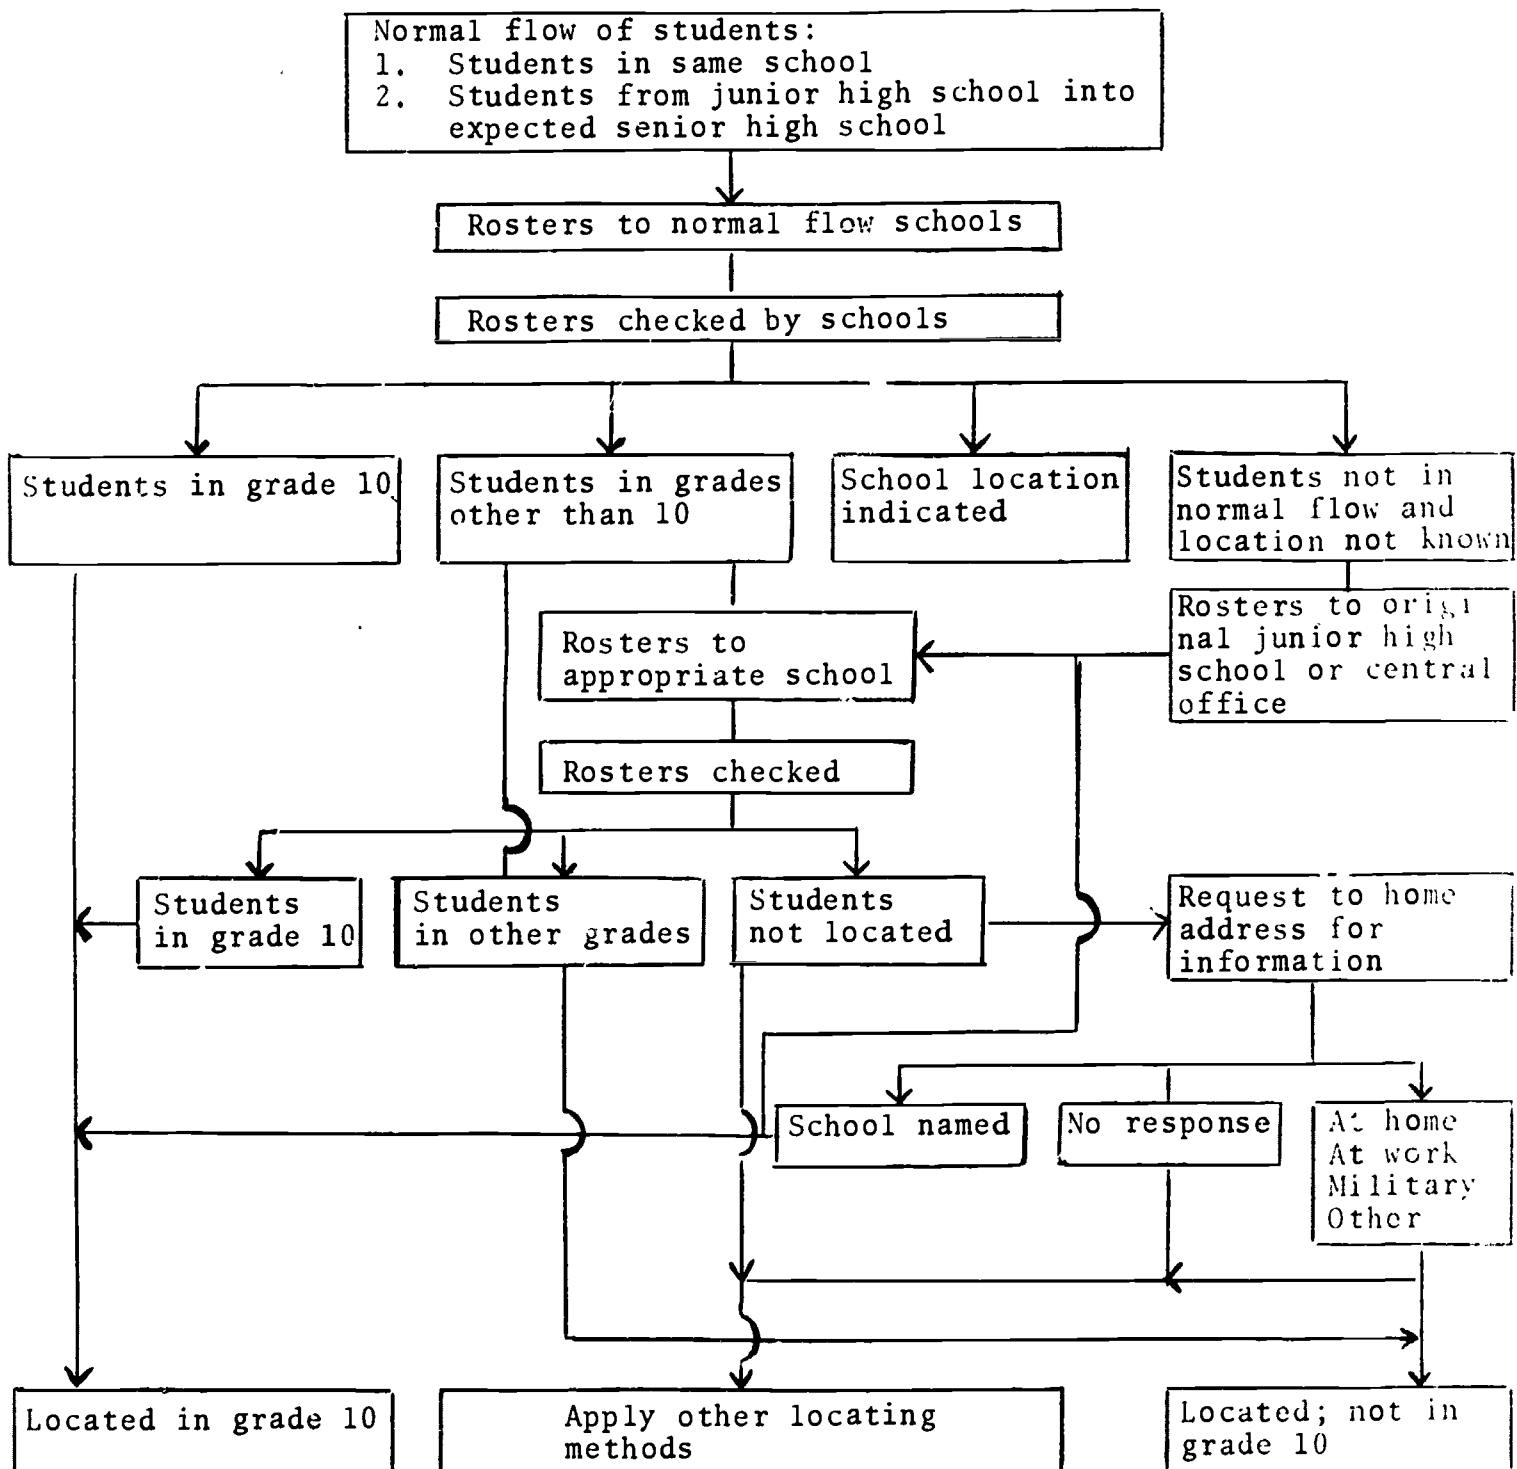 Normal flow of students:
1. Students in same school
2. Students from junior high school into
expected senior high school
Rosters to normal flow schools
Rosters checked by schools
Students in grade 10
Students in grades
other than 10
School location
indicated
Students not in
normal flow and
location not known
Rosters to
appropriate school
Rosters to origi
nal junior high
school or central
office
Rosters checked
Students
in grade 10
Students
in other grades
Students
not located
Request to home
address for
information
School named
No response
At home
At work
Military
Other
Located in grade 10
Apply other locating
methods
Located; not in
grade 10